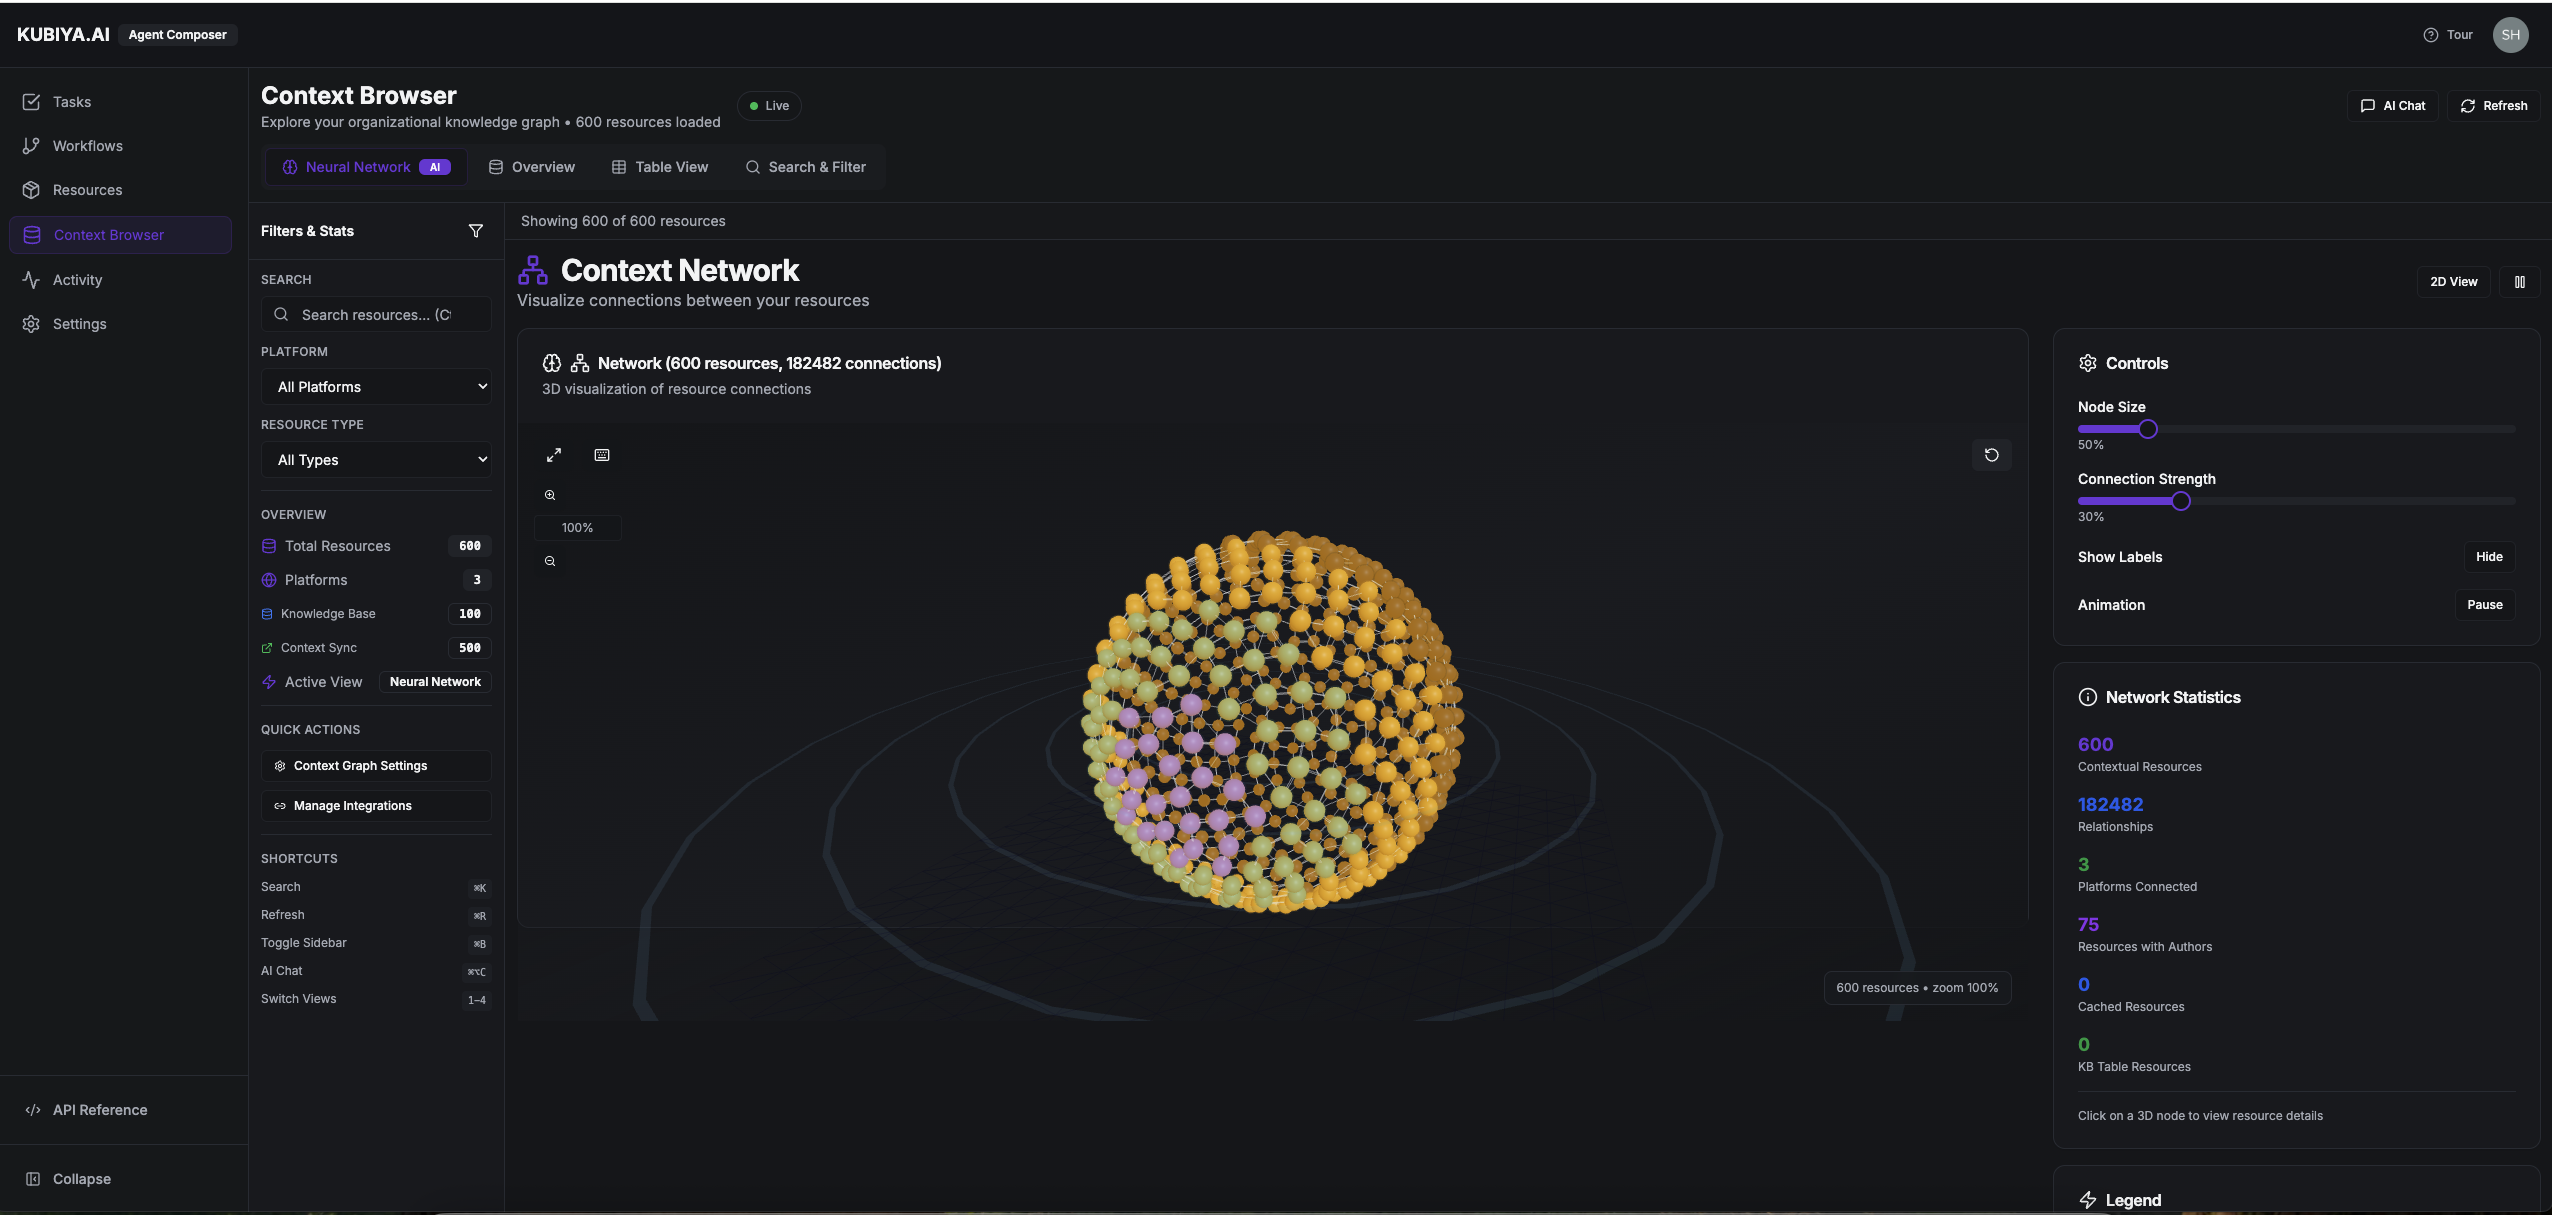 KUBIYA.AI
Agent Composer
Tour
SH
Tasks
Workflows
Resources
Context Browser
Activity
Settings
API Reference
Collapse
Context Browser
Explore your organizational knowledge graph • 600 resources loaded
Live
AI Chat
Refresh
Neural Network AI
Overview
Table View
Search & Filter
Filters & Stats
SEARCH
Search resources... (C
PLATFORM
All Platforms
RESOURCE TYPE
All Types
OVERVIEW
Total Resources 600
Platforms 3
Knowledge Base 100
Context Sync 500
Active View Neural Network
QUICK ACTIONS
Context Graph Settings
Manage Integrations
SHORTCUTS
Search ⌘K
Refresh ⌘R
Toggle Sidebar ⌘B
AI Chat ⌘⌥C
Switch Views 1–4
Showing 600 of 600 resources
Context Network
Visualize connections between your resources
2D View
Network (600 resources, 182482 connections)
3D visualization of resource connections
100%
600 resources • zoom 100%
Controls
Node Size
50%
Connection Strength
30%
Show Labels Hide
Animation Pause
Network Statistics
600
Contextual Resources
182482
Relationships
3
Platforms Connected
75
Resources with Authors
0
Cached Resources
0
KB Table Resources
Click on a 3D node to view resource details
Legend